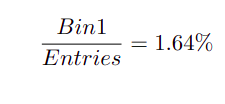 Bin1
Entries = 1.64%